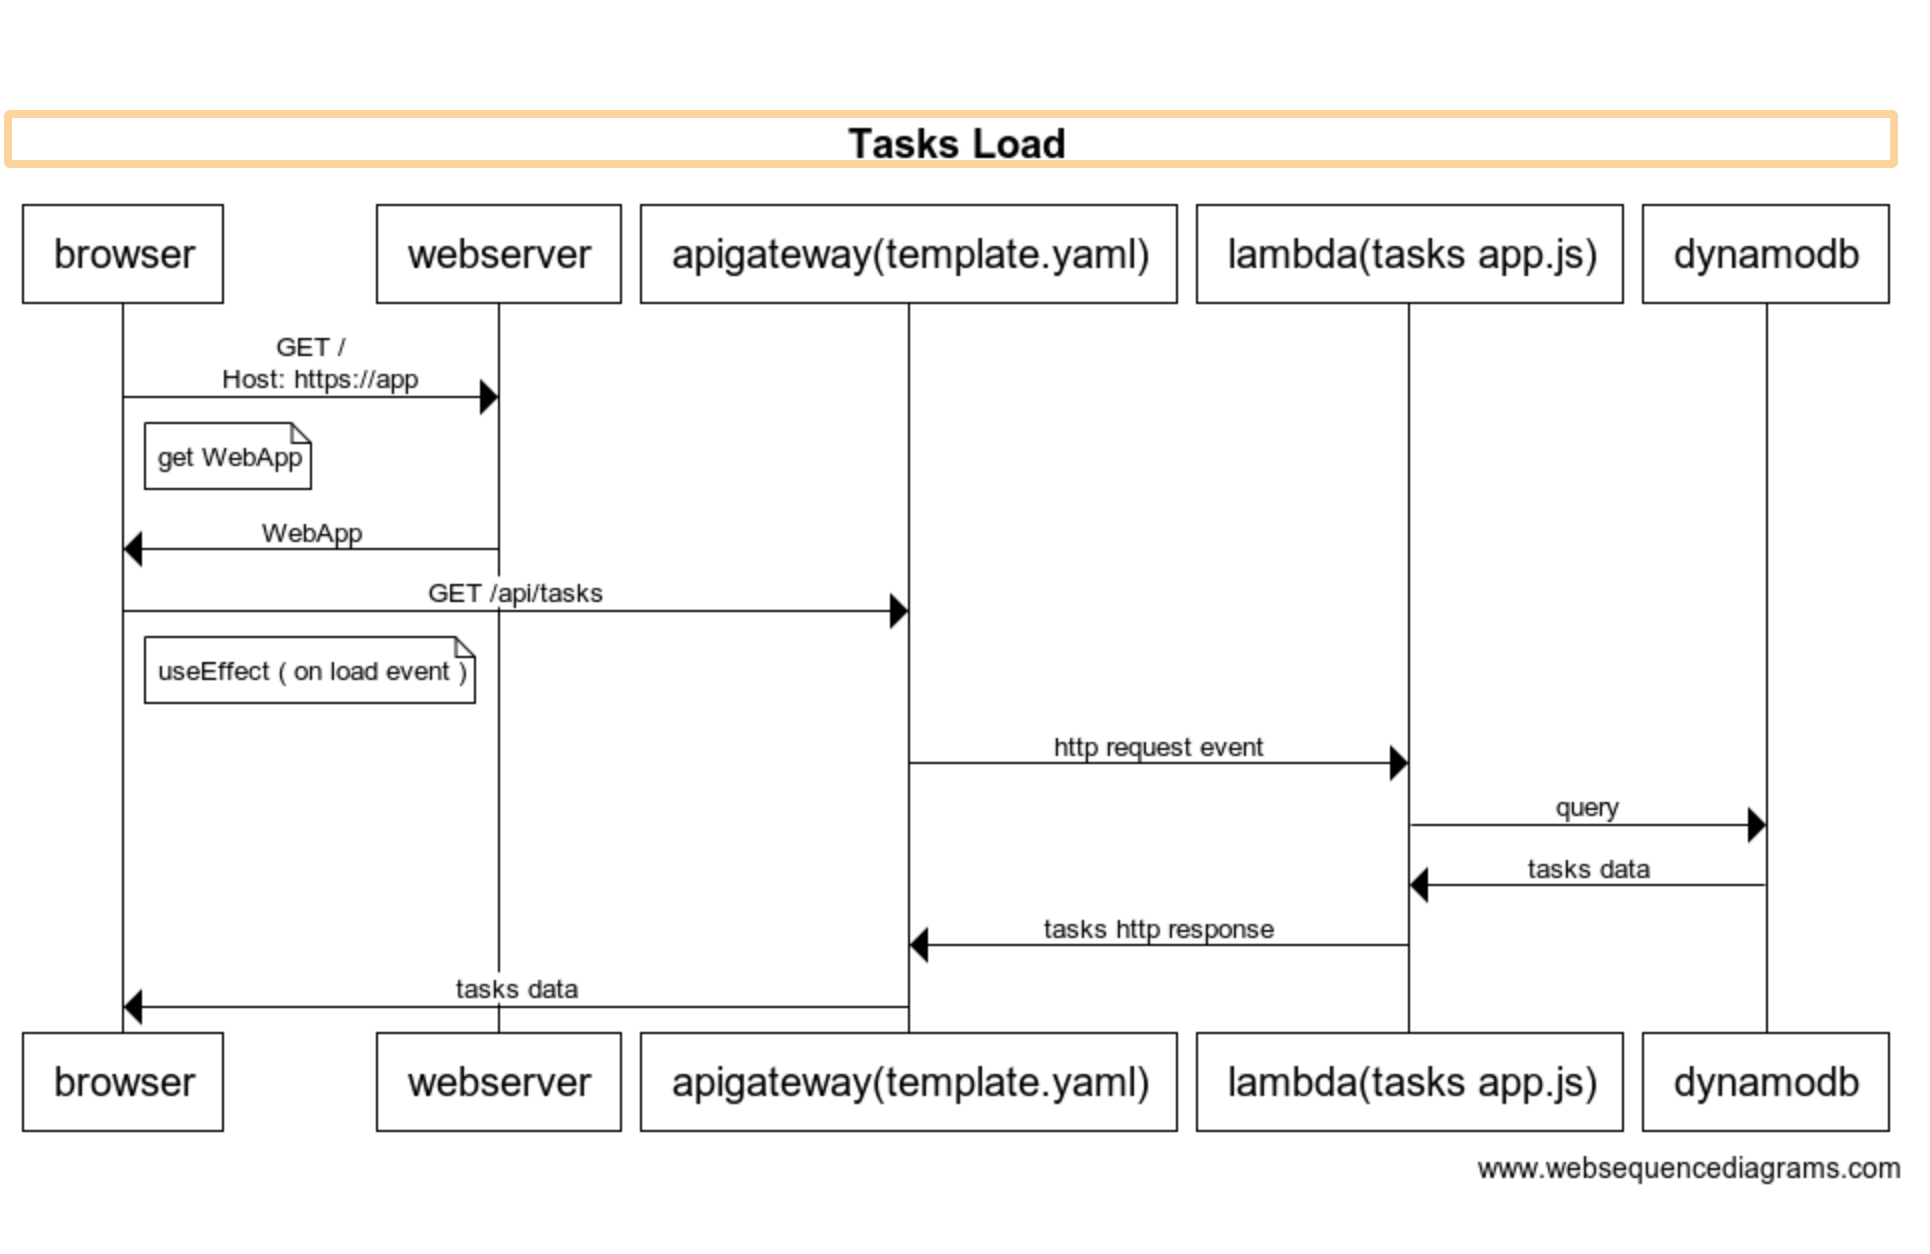 Tasks Load
browser
webserver
apigateway(template.yaml)
lambda(tasks app.js)
dynamodb
GET /
Host: https://app
get WebApp
WebApp
GET /api/tasks
useEffect ( on load event )
http request event
query
tasks data
tasks http response
tasks data
browser
webserver
apigateway(template.yaml)
lambda(tasks app.js)
dynamodb
www.websequencediagrams.com